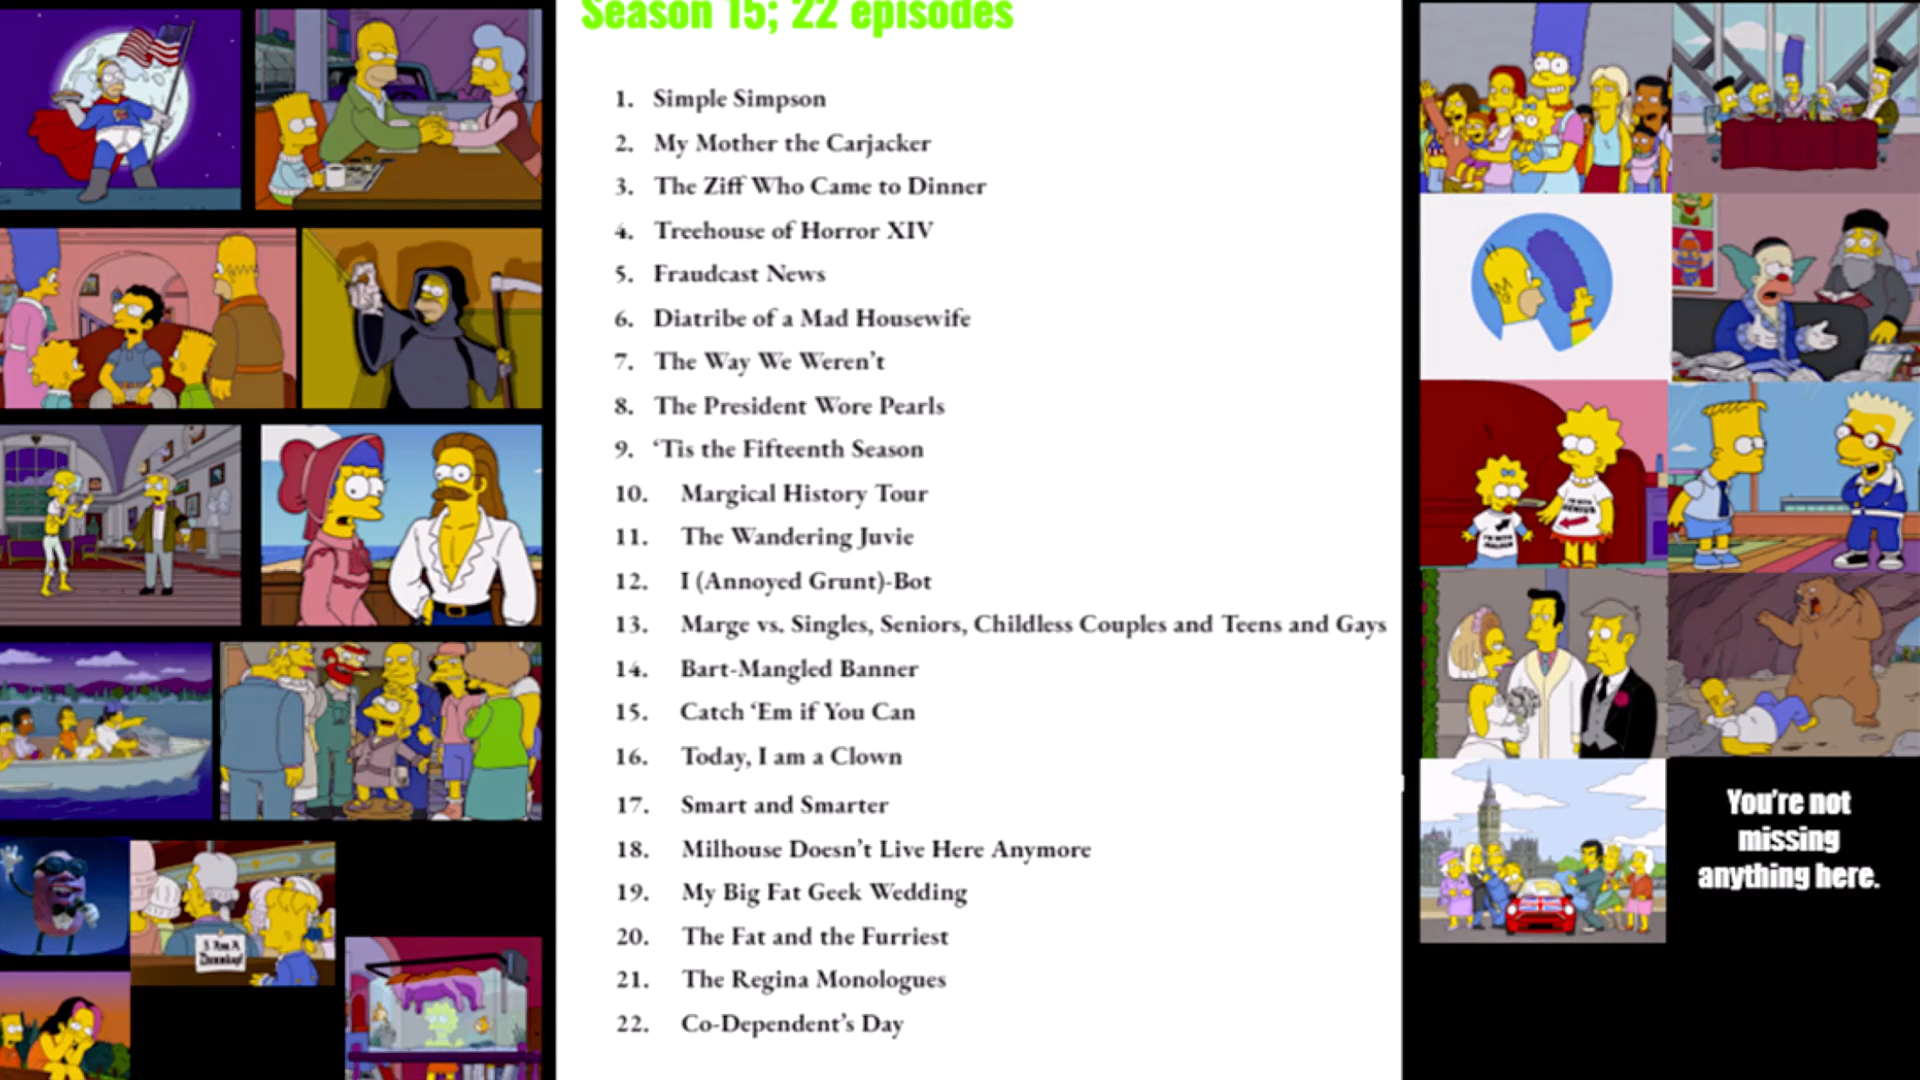 Season 15; 22 episodes
1. Simple Simpson
2. My Mother the Carjacker
3. The Ziff Who Came to Dinner
4. Treehouse of Horror XIV
5. Fraudcast News
6. Diatribe of a Mad Housewife
7. The Way We Weren’t
8. The President Wore Pearls
9. ‘Tis the Fifteenth Season
10. Margical History Tour
11. The Wandering Juvie
12. I (Annoyed Grunt)-Bot
13. Marge vs. Singles, Seniors, Childless Couples and Teens and Gays
14. Bart-Mangled Banner
15. Catch ‘Em if You Can
16. Today, I am a Clown
17. Smart and Smarter
18. Milhouse Doesn’t Live Here Anymore
19. My Big Fat Geek Wedding
20. The Fat and the Furriest
21. The Regina Monologues
22. Co-Dependent’s Day
You’re not
missing
anything here.